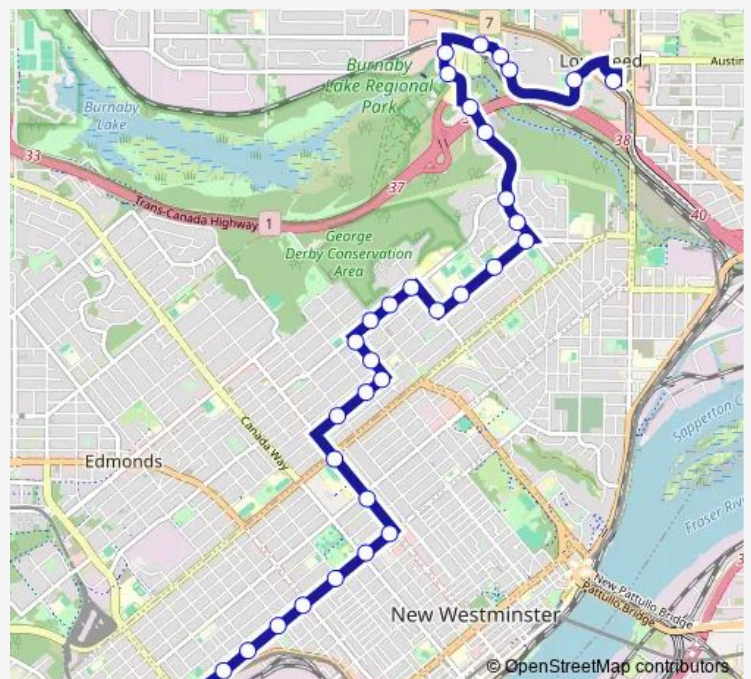 7
Austin
Burnaby
Lake Regional
Park
Burnaby
Lake
33
38
37
Trans-Canada Highway
1
40
George
Derby Conservation
Area
Sapperton
Canada Way
Edmonds
Fraser
New Westminster
New Pattullo Bridge
Pattullo Bridge
© OpenStreetMap contributors